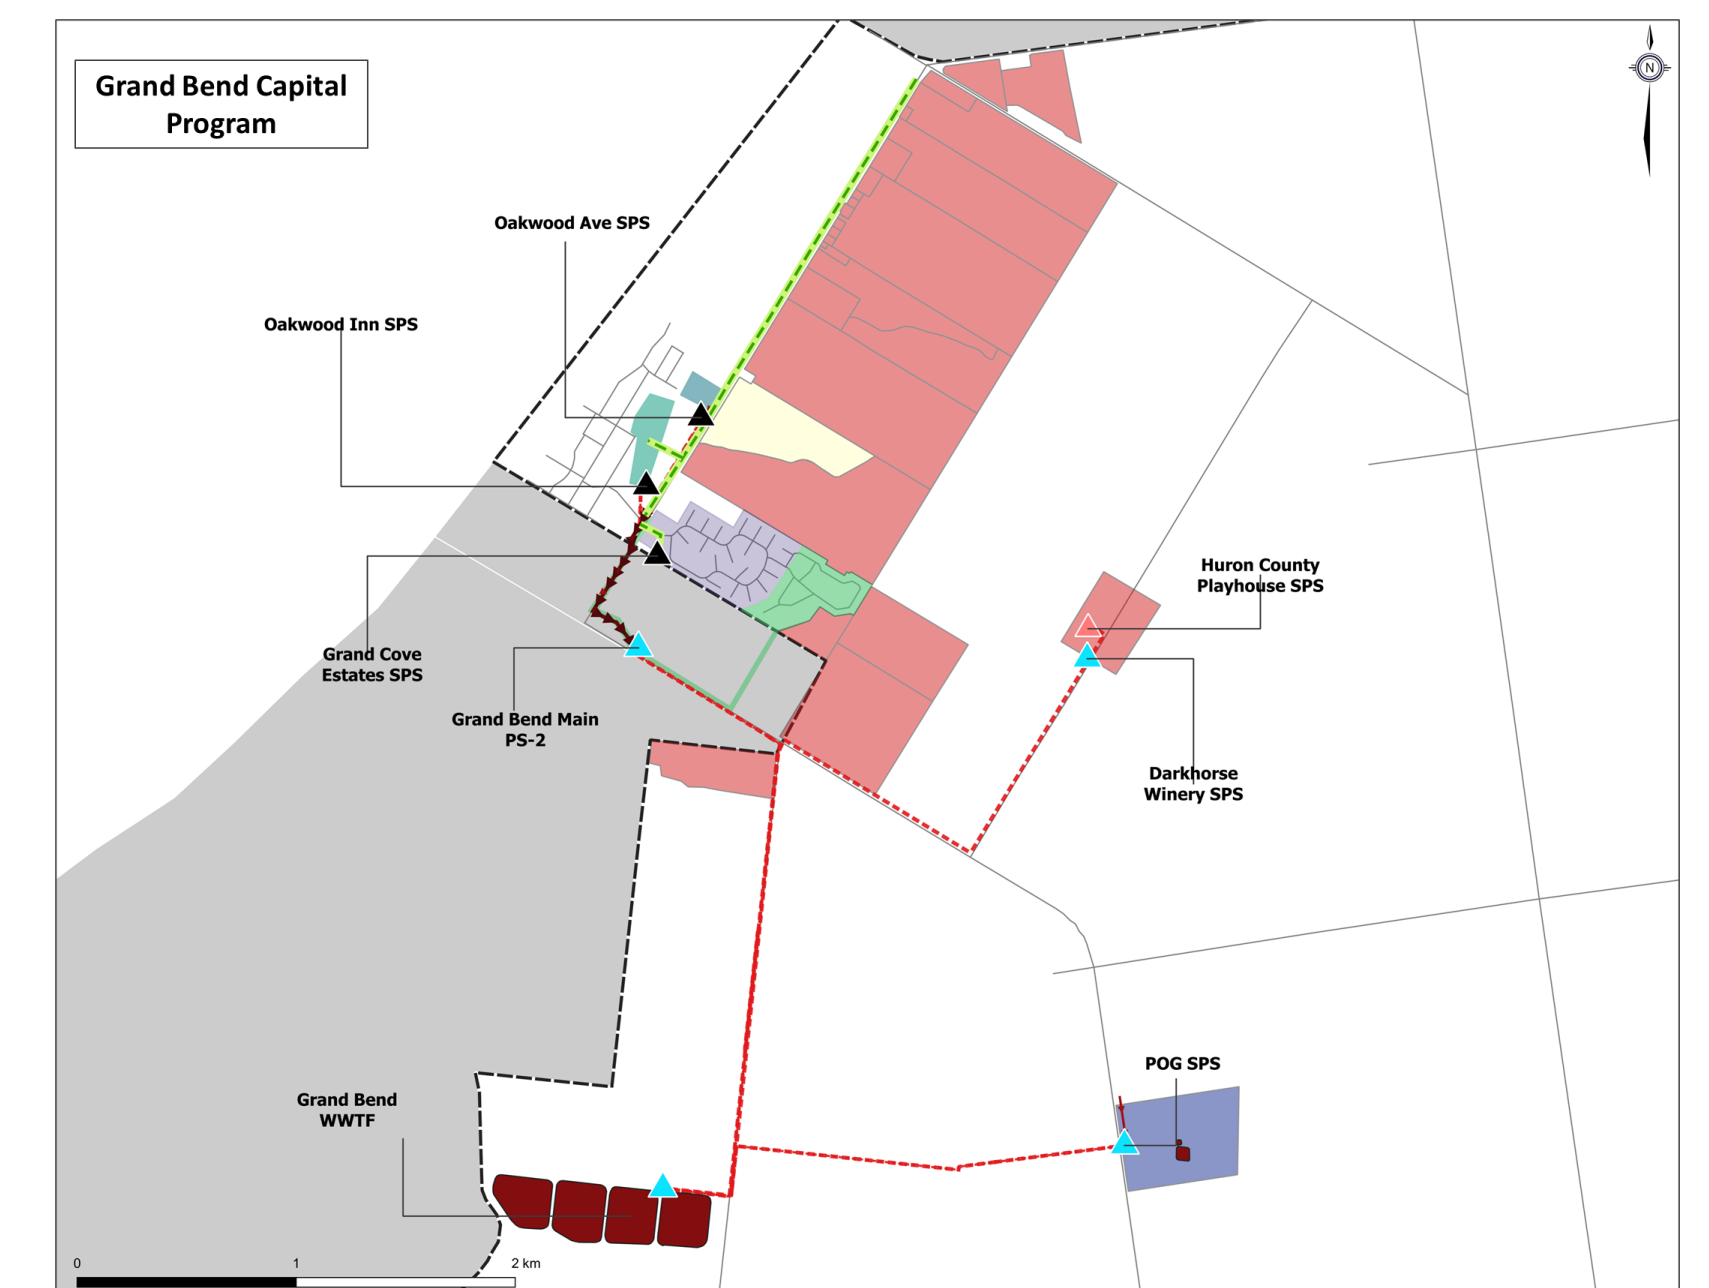 Grand Bend Capital
Program
N
Oakwood Ave SPS
Oakwood Inn SPS
Huron County
Playhouse SPS
Grand Cove
Estates SPS
Grand Bend Main
PS-2
Darkhorse
Winery SPS
POG SPS
Grand Bend
WWTF
0 1 2 km